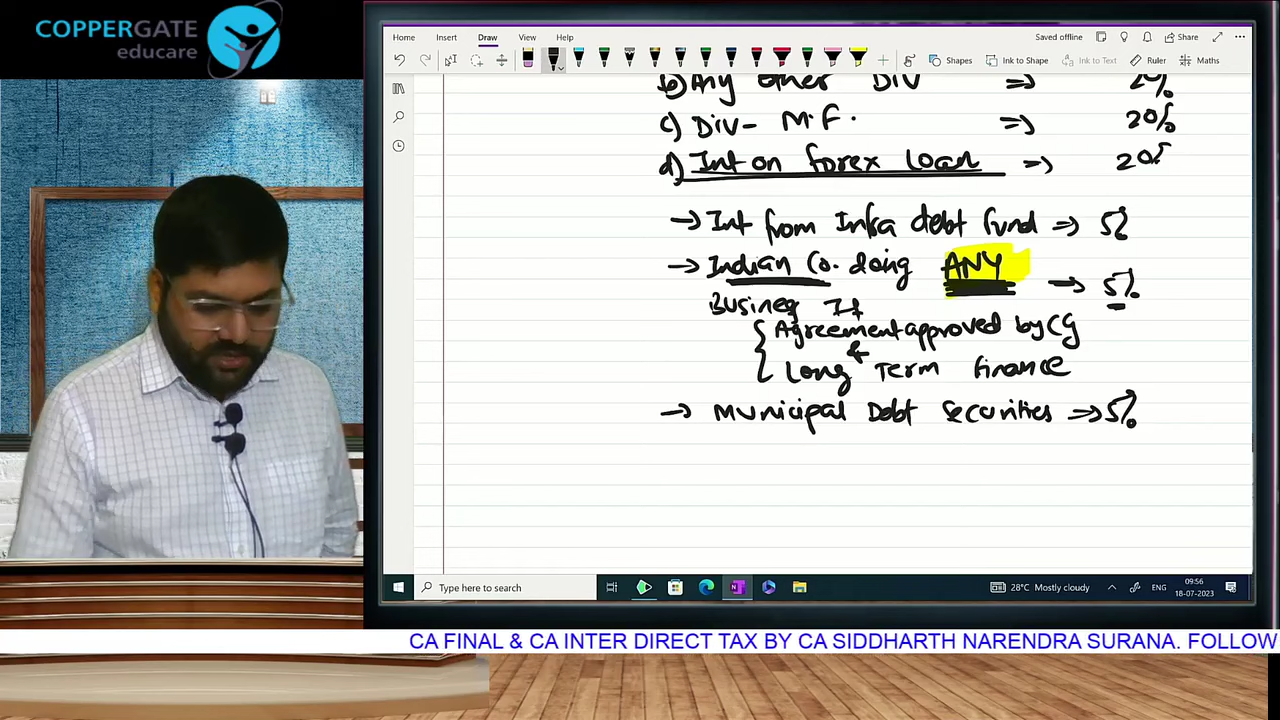 COPPERGATE
educare
Home Insert Draw View Help
Saved offline
Share
Shapes
Ink to Shape
Ink to Text
Ruler
Maths
b) Any other DIV => 20%
c) Div- M.F. => 20%
d) Int on forex Loan => 20%
→ Int from Infra debt fund => 5%
→ Indian Co. doing ANY
Business If → 5%
Agreement approved by CG
&
Long Term finance
→ Municipal Debt Securities => 5%
Type here to search
28°C Mostly cloudy
ENG
09:56
18-07-2023
CA FINAL & CA INTER DIRECT TAX BY CA SIDDHARTH NARENDRA SURANA. FOLLOW